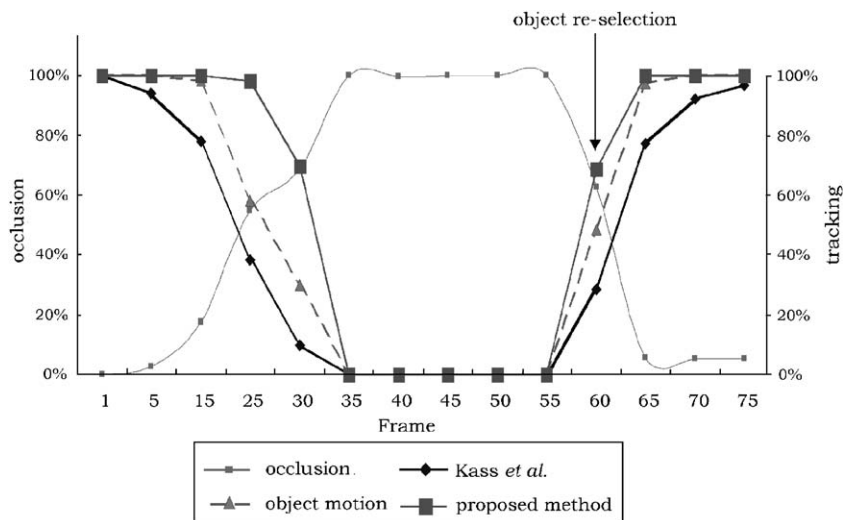 object re-selection
100% 100%
80% 80%
60% 60%
40% 40%
20% 20%
0% 0%
occlusion
tracking
1 5 15 25 30 35 40 45 50 55 60 65 70 75
Frame
occlusion Kass et al.
object motion proposed method